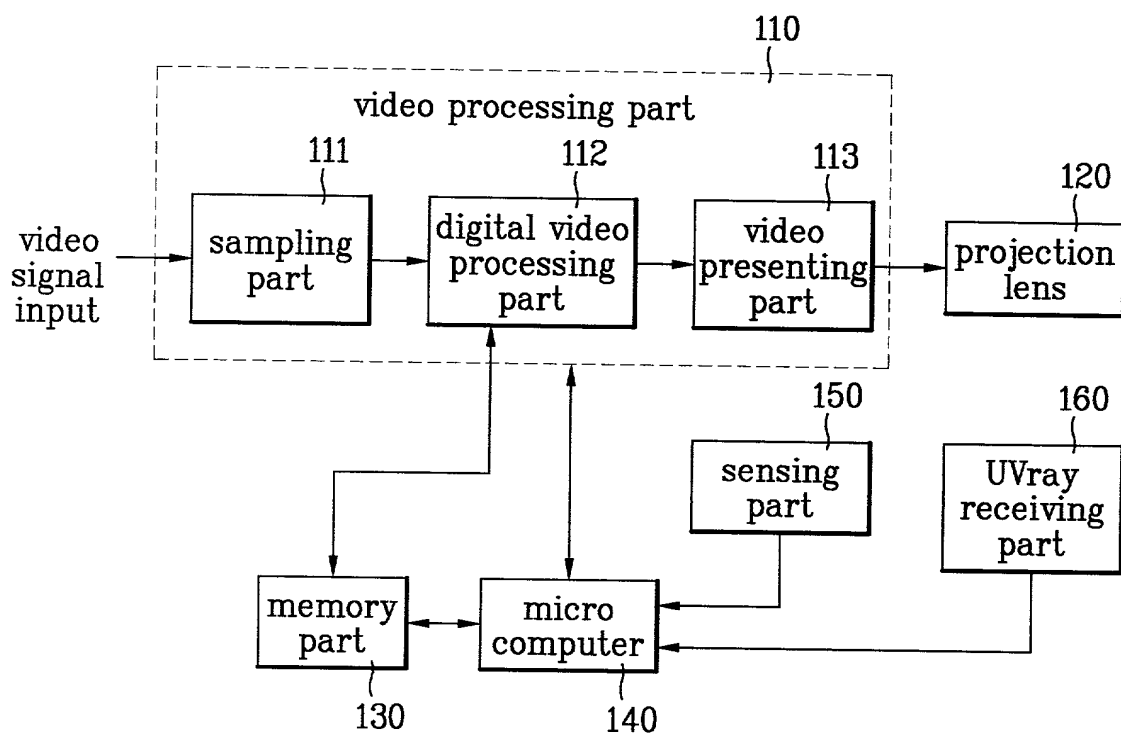 110
video processing part
111
112
113
120
video
signal
input
sampling
part
digital video
processing
part
video
presenting
part
projection
lens
150
160
sensing
part
UVray
receiving
part
memory
part
micro
computer
130
140